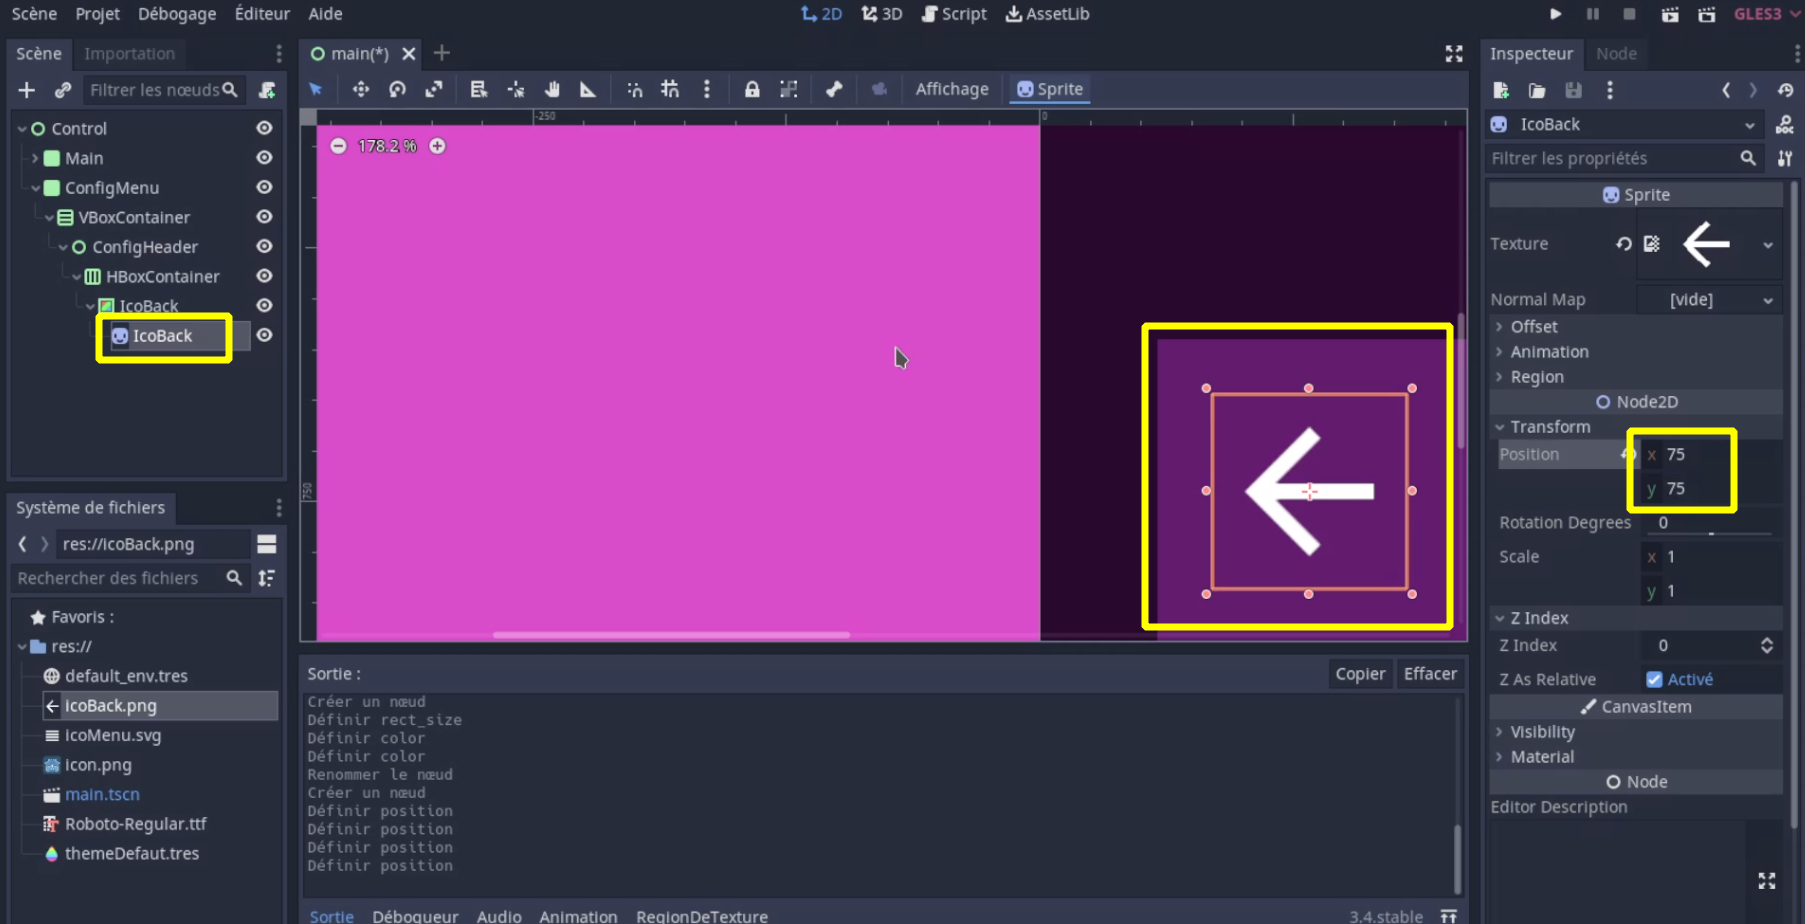 Scène Projet Débogage Éditeur Aide
2D 3D Script AssetLib
GLES3
Scène Importation
Filtrer les nœuds
Control
Main
ConfigMenu
VBoxContainer
ConfigHeader
HBoxContainer
IcoBack
IcoBack
Système de fichiers
res://icoBack.png
Rechercher des fichiers
Favoris :
res://
default_env.tres
icoBack.png
icoMenu.svg
icon.png
main.tscn
Roboto-Regular.ttf
themeDefaut.tres
main(*)
Affichage Sprite
-250 0
178.2 %
750
Sortie : Copier Effacer
Créer un nœud
Définir rect_size
Définir color
Définir color
Renommer le nœud
Créer un nœud
Définir position
Définir position
Définir position
Définir position
Sortie Débogueur Audio Animation RegionDeTexture 3.4.stable
Inspecteur Node
IcoBack
Filtrer les propriétés
Sprite
Texture
Normal Map [vide]
Offset
Animation
Region
Node2D
Transform
Position x 75
y 75
Rotation Degrees 0
Scale x 1
y 1
Z Index
Z Index 0
Z As Relative Activé
CanvasItem
Visibility
Material
Node
Editor Description